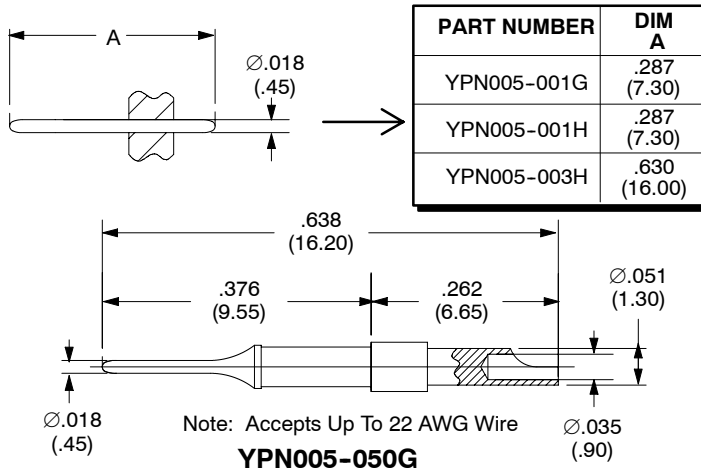 A
∅.018
(.45)
PART NUMBER DIM A
YPN005-001G .287 (7.30)
YPN005-001H .287 (7.30)
YPN005-003H .630 (16.00)
.638
(16.20)
.376
(9.55)
.262
(6.65)
∅.051
(1.30)
∅.018
(.45)
Note: Accepts Up To 22 AWG Wire
∅.035
(.90)
YPN005-050G